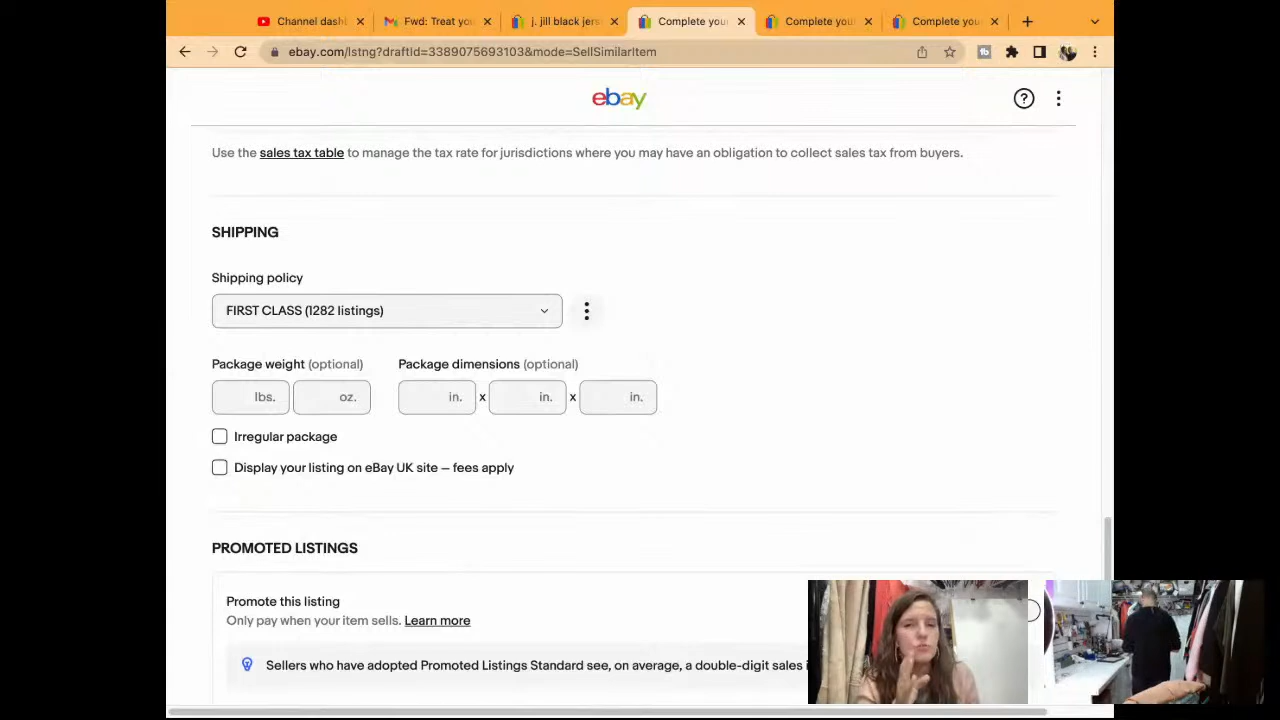 Channel dash
Fwd: Treat you
j. jill black jers
Complete your
Complete you
Complete you
ebay.com/lstng?draftId=3389075693103&mode=SellSimilarItem
ebay
Use the sales tax table to manage the tax rate for jurisdictions where you may have an obligation to collect sales tax from buyers.
SHIPPING
Shipping policy
FIRST CLASS (1282 listings)
Package weight (optional)
Package dimensions (optional)
lbs.
oz.
in. x in. x in.
Irregular package
Display your listing on eBay UK site – fees apply
PROMOTED LISTINGS
Promote this listing
Only pay when your item sells. Learn more
Sellers who have adopted Promoted Listings Standard see, on average, a double-digit sales